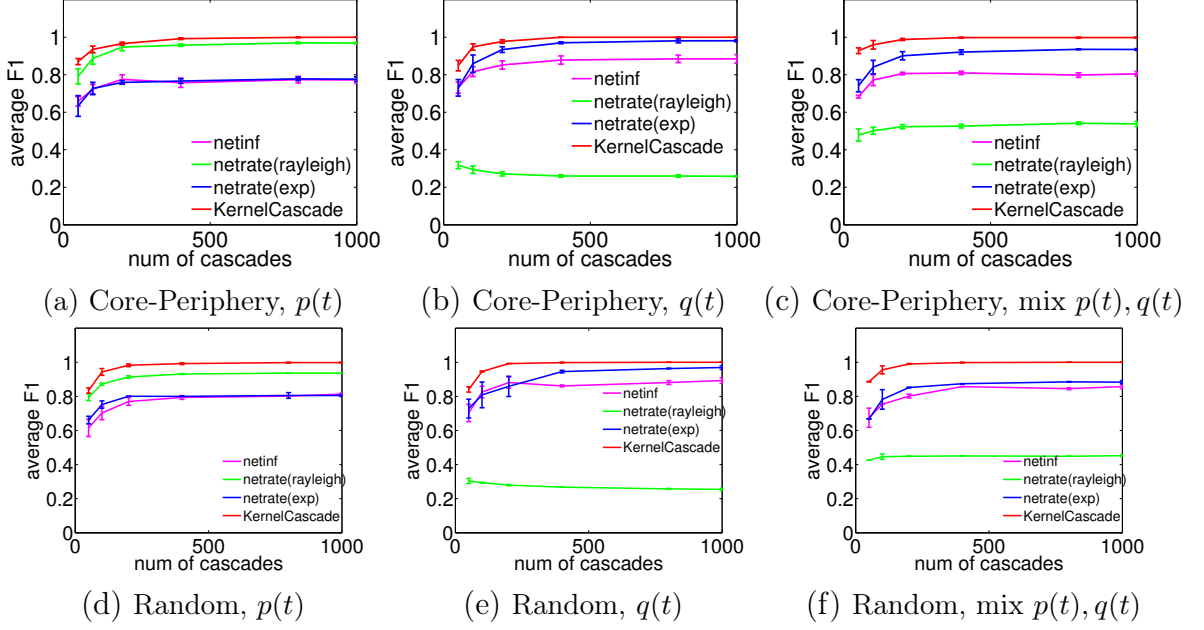 1
0.8
0.6
0.4
0.2
0
average F1
netinf
netrate(rayleigh)
netrate(exp)
KernelCascade
0
500
1000
num of cascades
(a) Core-Periphery, p(t)
1
0.8
0.6
0.4
0.2
0
average F1
netinf
netrate(rayleigh)
netrate(exp)
KernelCascade
0
500
1000
num of cascades
(b) Core-Periphery, q(t)
1
0.8
0.6
0.4
0.2
0
average F1
netinf
netrate(rayleigh)
netrate(exp)
KernelCascade
0
500
1000
num of cascades
(c) Core-Periphery, mix p(t), q(t)
1
0.8
0.6
0.4
0.2
0
average F1
netinf
netrate(rayleigh)
netrate(exp)
KernelCascade
0
500
1000
num of cascades
(d) Random, p(t)
1
0.8
0.6
0.4
0.2
0
average F1
netinf
netrate(rayleigh)
netrate(exp)
KernelCascade
0
500
1000
num of cascades
(e) Random, q(t)
1
0.8
0.6
0.4
0.2
0
average F1
netinf
netrate(rayleigh)
netrate(exp)
KernelCascade
0
500
1000
num of cascades
(f) Random, mix p(t), q(t)